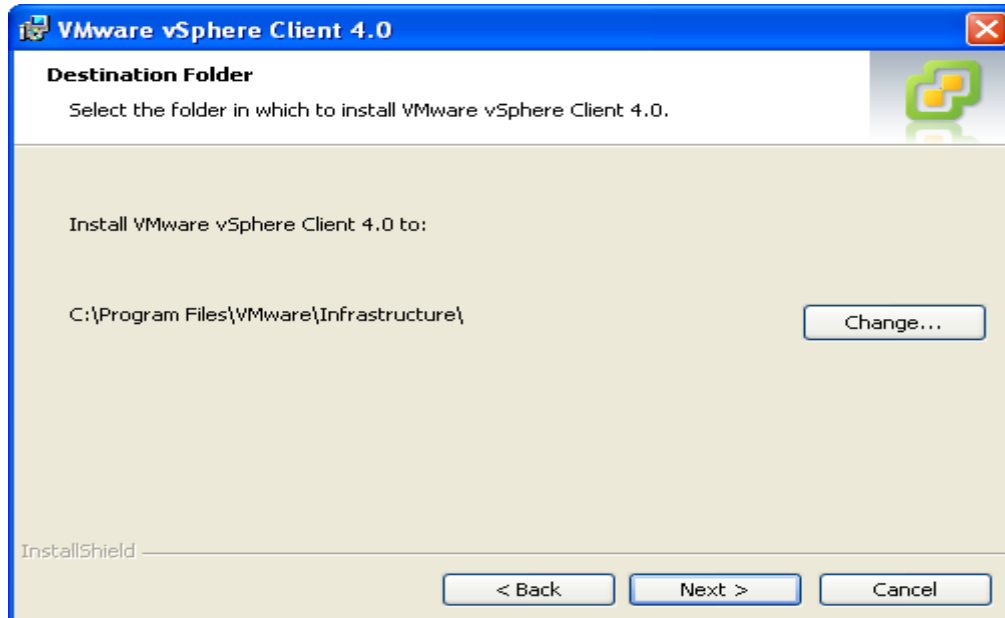 VMware vSphere Client 4.0
Destination Folder
Select the folder in which to install VMware vSphere Client 4.0.
Install VMware vSphere Client 4.0 to:
C:\Program Files\VMware\Infrastructure\
Change...
InstallShield
< Back
Next >
Cancel